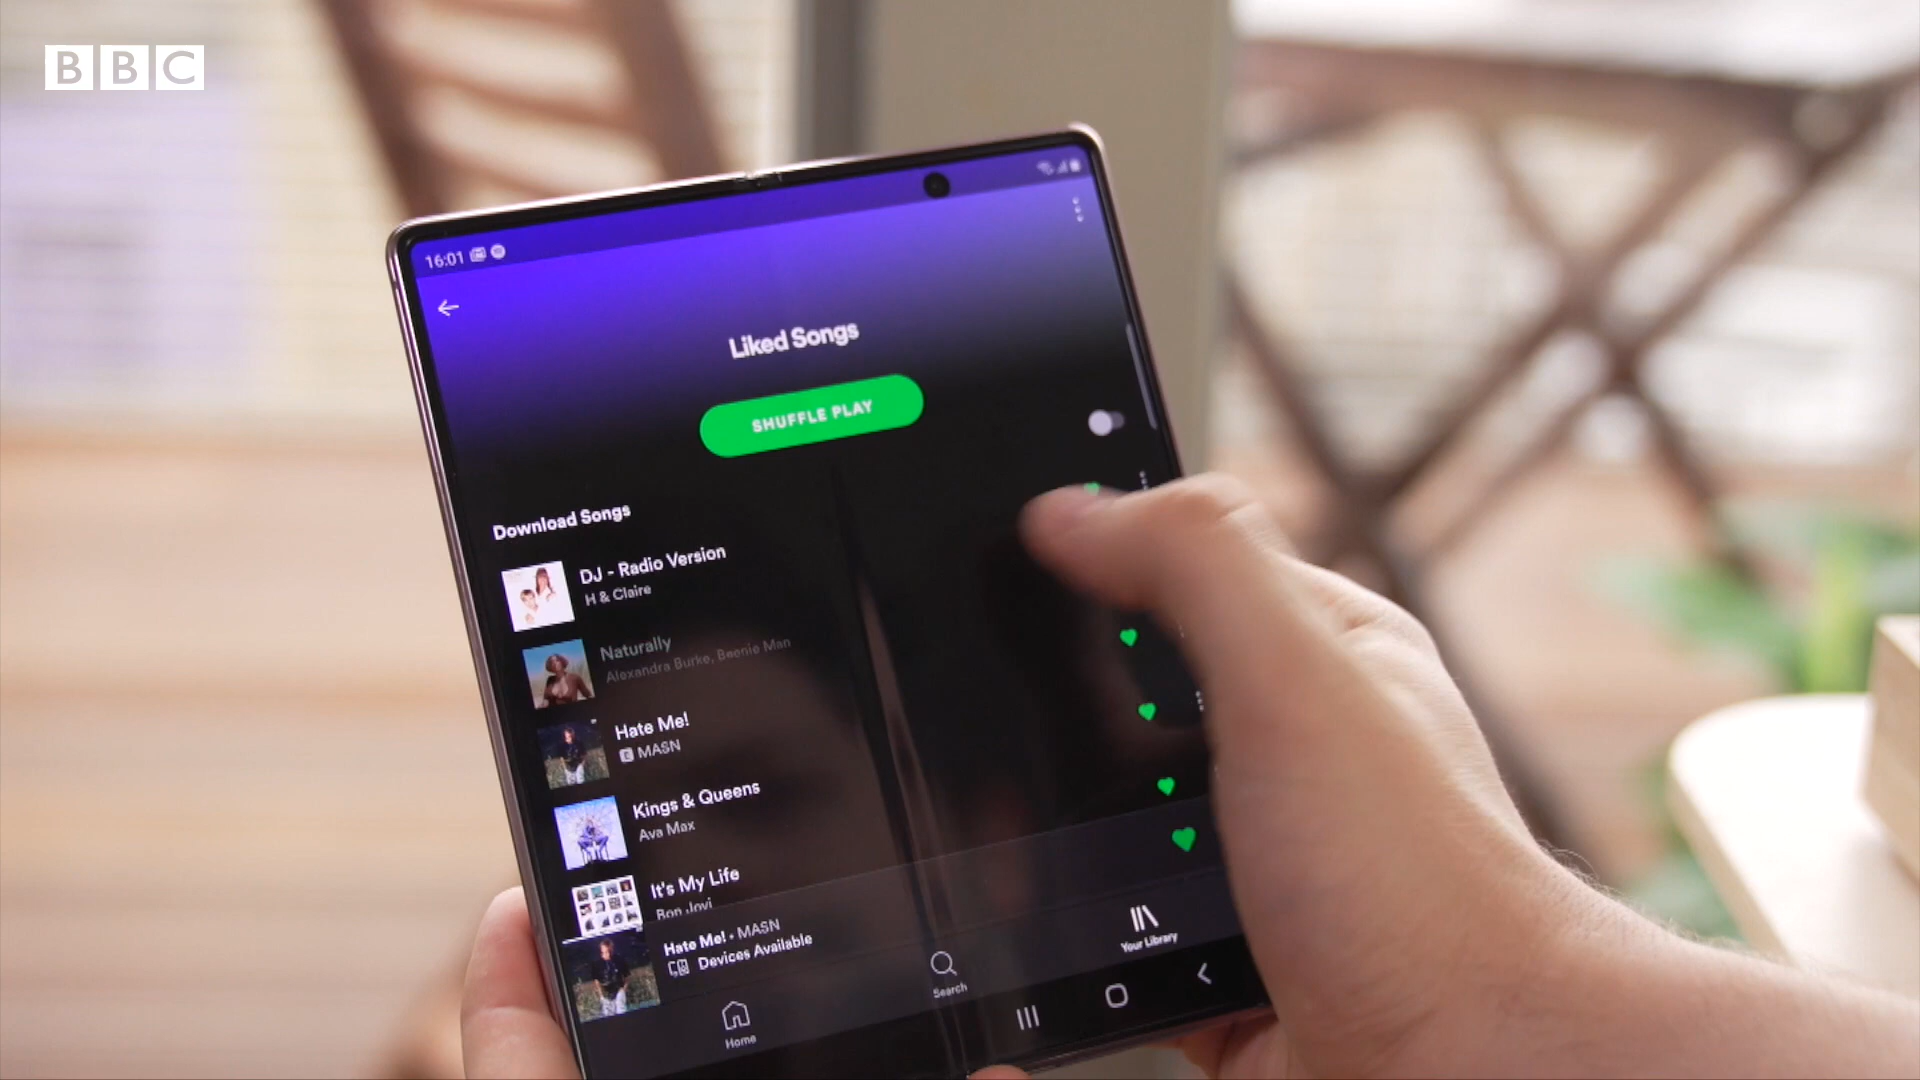 BBC
16:01
Liked Songs
SHUFFLE PLAY
Download Songs
DJ - Radio Version
H & Claire
Naturally
Alexandra Burke, Beenie Man
Hate Me!
E MASN
Kings & Queens
Ava Max
It's My Life
Bon Jovi
Hate Me! • MASN
Devices Available
Home
Search
Your Library